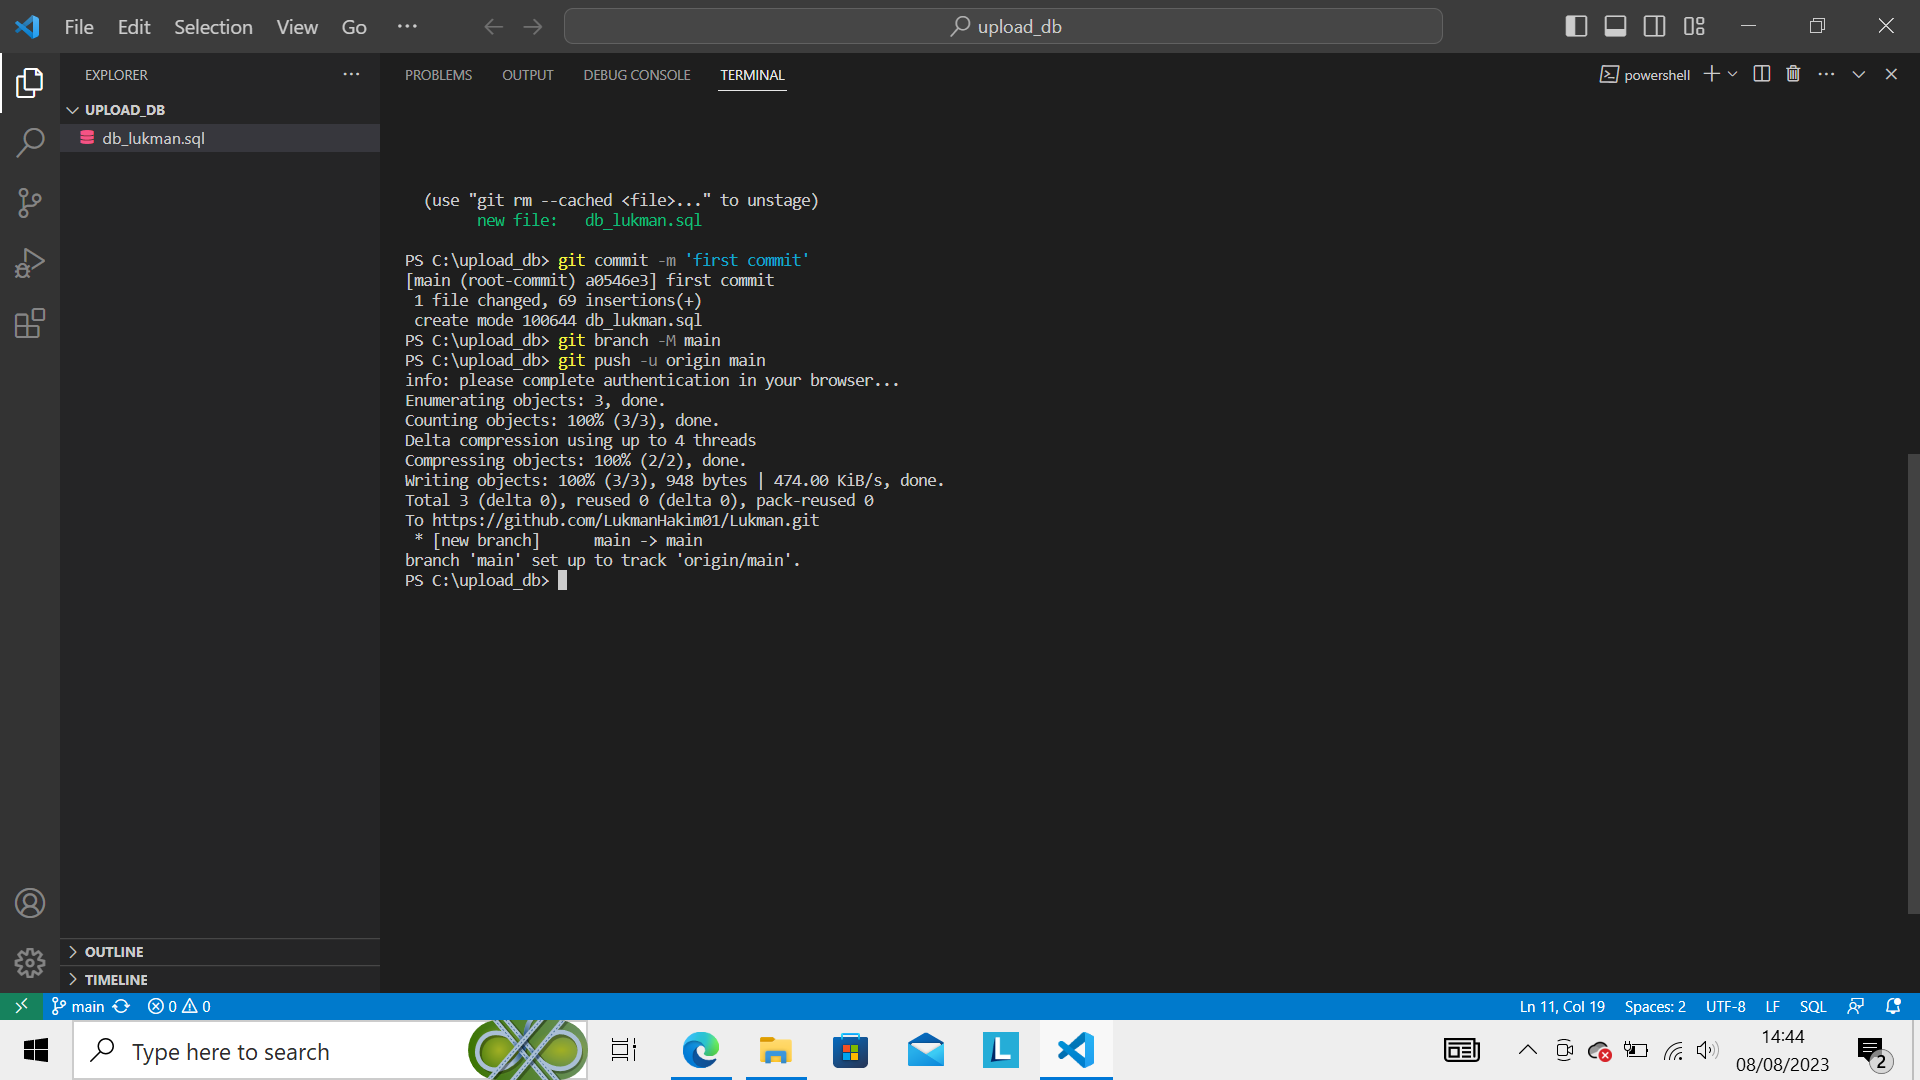 File Edit Selection View Go ···
upload_db
EXPLORER
UPLOAD_DB
db_lukman.sql
PROBLEMS OUTPUT DEBUG CONSOLE TERMINAL
powershell
(use "git rm --cached <file>..." to unstage)
new file: db_lukman.sql
PS C:\upload_db> git commit -m 'first commit'
[main (root-commit) a0546e3] first commit
1 file changed, 69 insertions(+)
create mode 100644 db_lukman.sql
PS C:\upload_db> git branch -M main
PS C:\upload_db> git push -u origin main
info: please complete authentication in your browser...
Enumerating objects: 3, done.
Counting objects: 100% (3/3), done.
Delta compression using up to 4 threads
Compressing objects: 100% (2/2), done.
Writing objects: 100% (3/3), 948 bytes | 474.00 KiB/s, done.
Total 3 (delta 0), reused 0 (delta 0), pack-reused 0
To https://github.com/LukmanHakim01/Lukman.git
* [new branch] main -> main
branch 'main' set up to track 'origin/main'.
PS C:\upload_db>
OUTLINE
TIMELINE
main 0 0 Ln 11, Col 19 Spaces: 2 UTF-8 LF SQL
Type here to search
L
14:44
08/08/2023
2